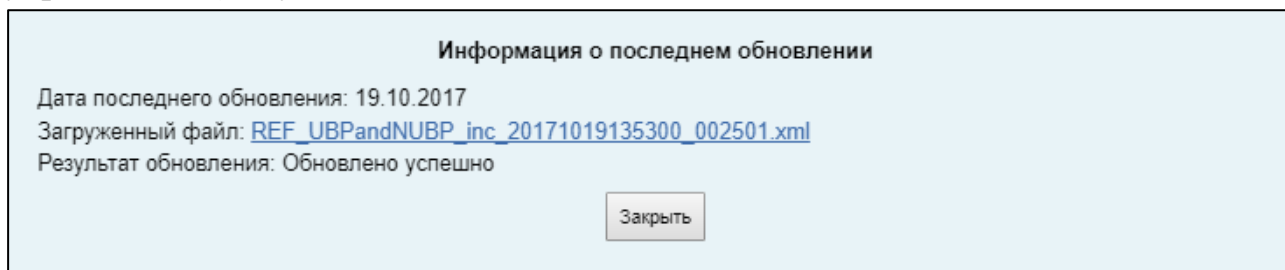 Информация о последнем обновлении
Дата последнего обновления: 19.10.2017
Загруженный файл: REF_UBPandNUBP_inc_20171019135300_002501.xml
Результат обновления: Обновлено успешно
Закрыть